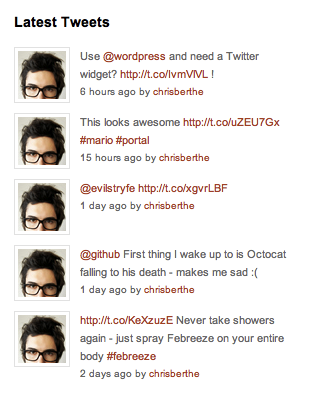 Latest Tweets
Use @wordpress and need a Twitter
widget? http://t.co/IvmVlVL !
6 hours ago by chrisberthe
This looks awesome http://t.co/uZEU7Gx
#mario #portal
15 hours ago by chrisberthe
@evilstryfe http://t.co/xgvrLBF
1 day ago by chrisberthe
@github First thing I wake up to is Octocat
falling to his death - makes me sad :(
1 day ago by chrisberthe
http://t.co/KeXzuzE Never take showers
again - just spray Febreeze on your entire
body #febreeze
2 days ago by chrisberthe